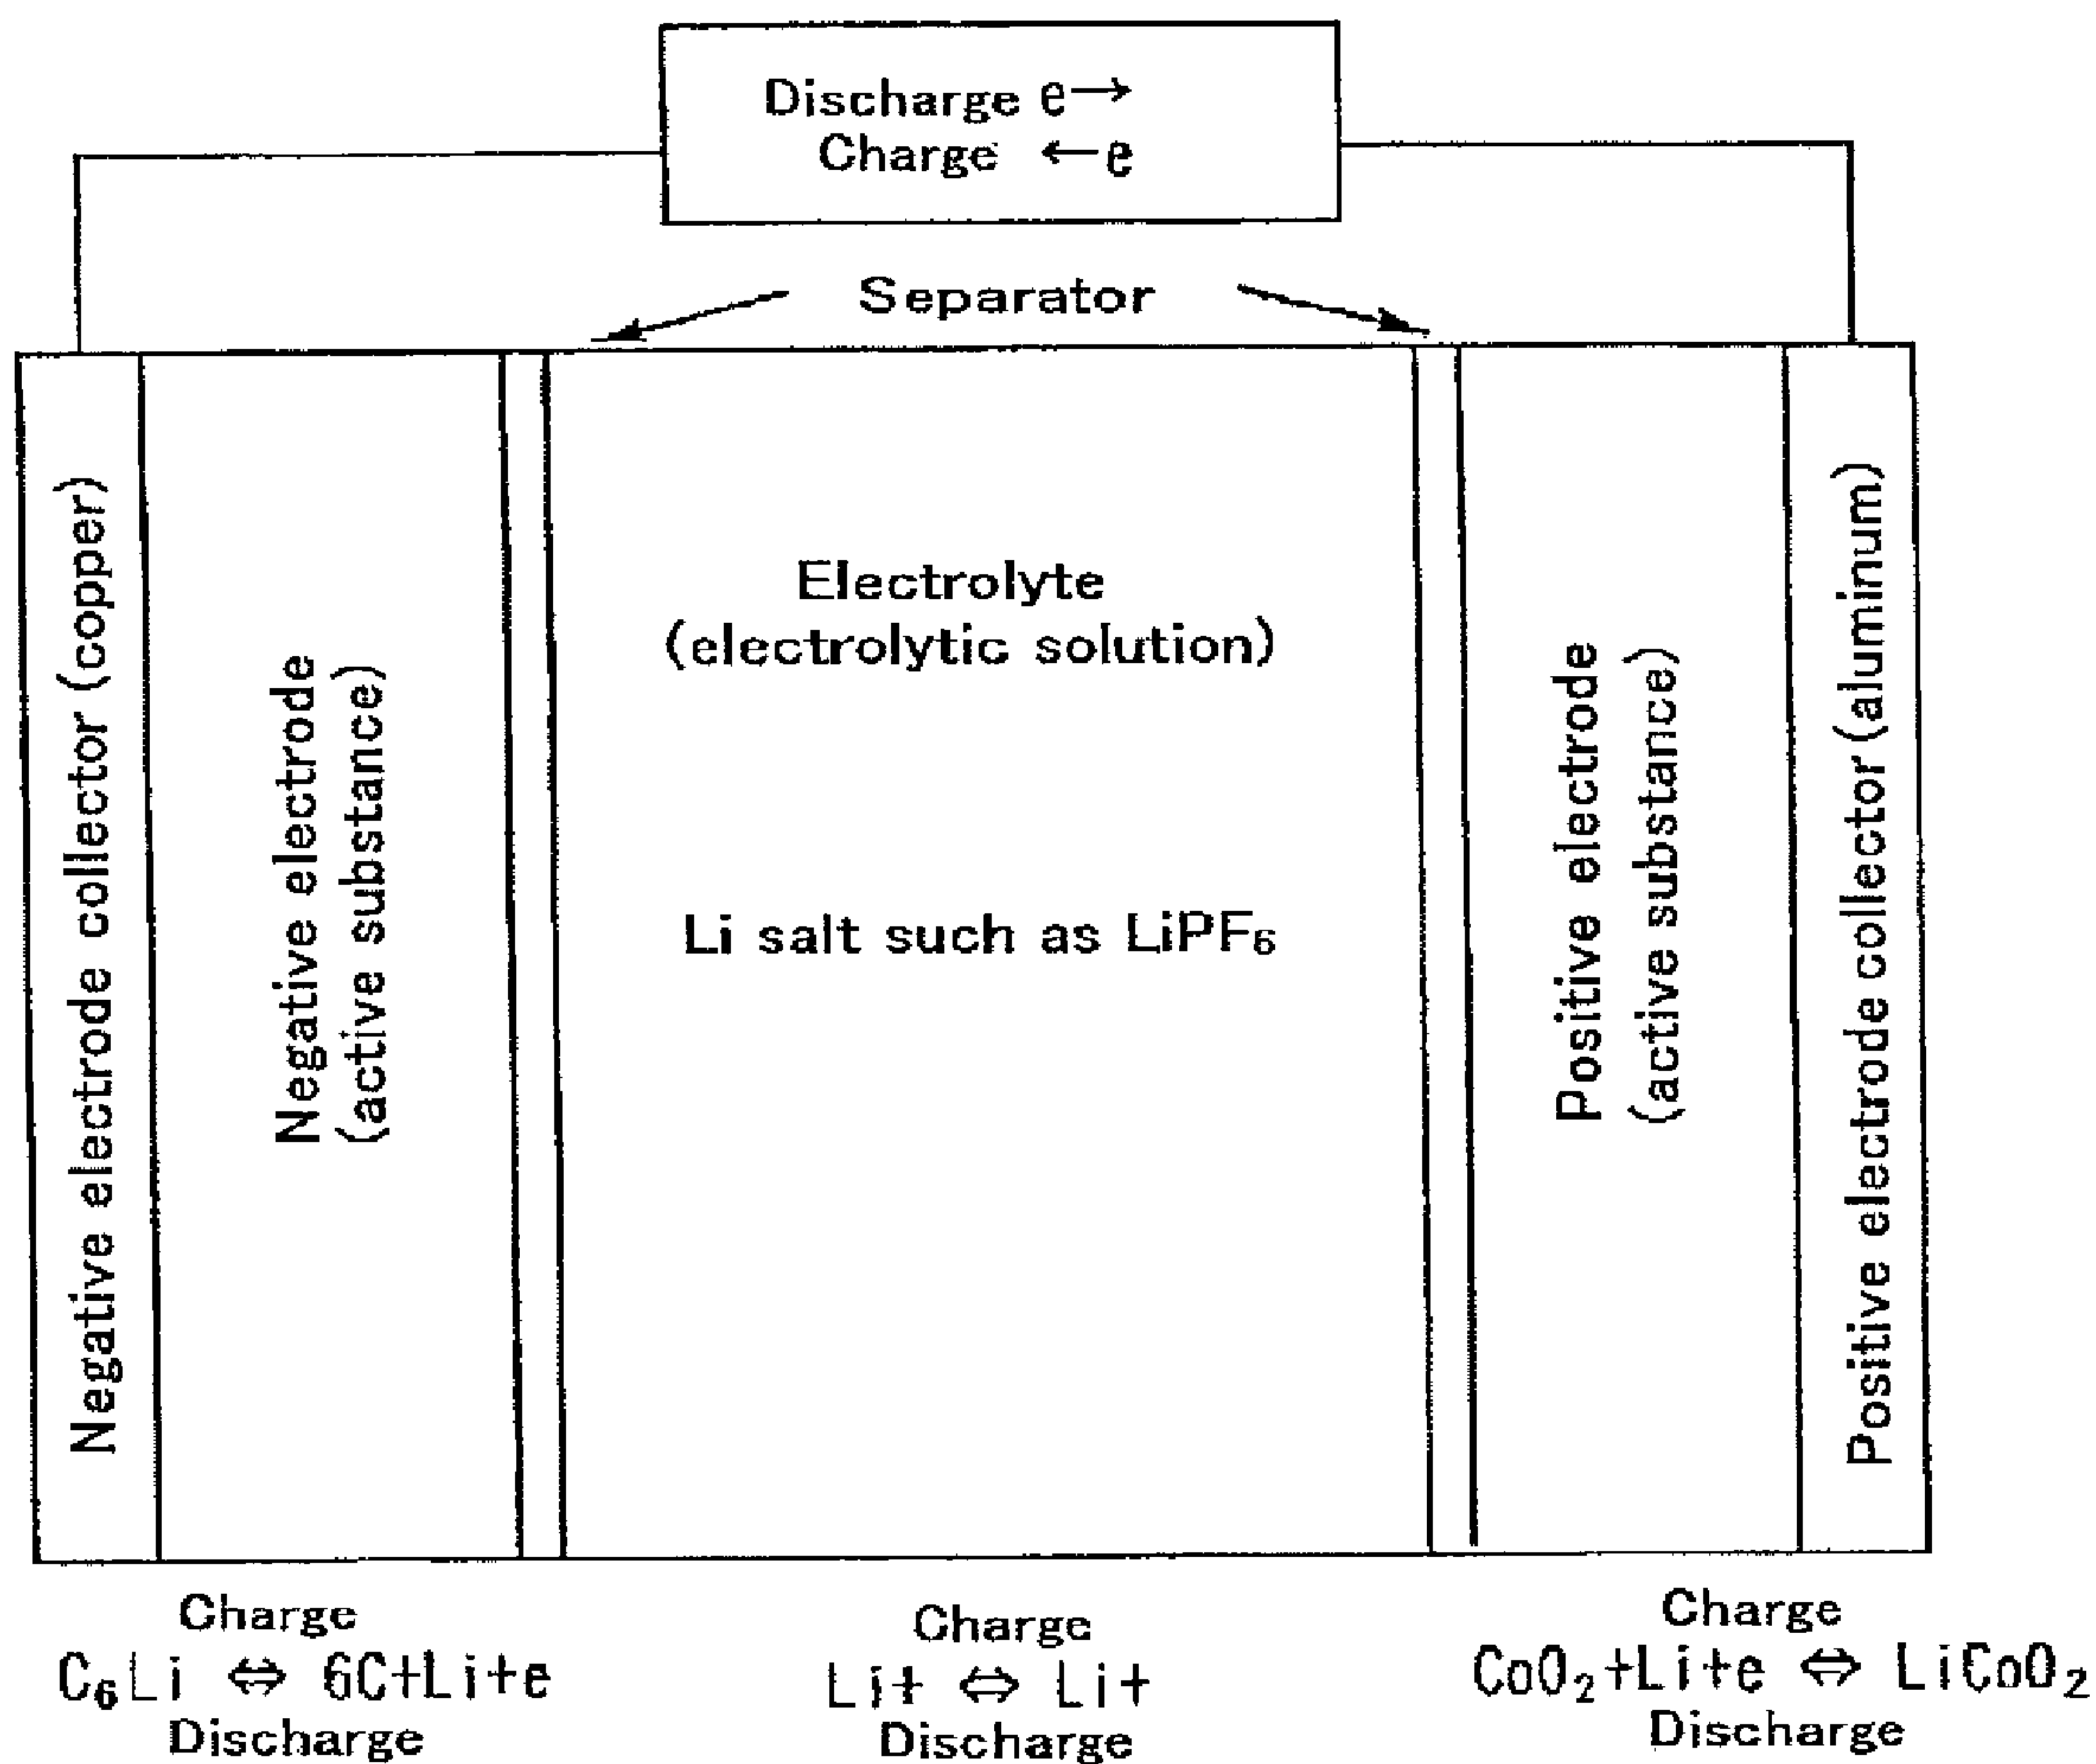 Discharge e→
Charge ←e
Separator
Negative electrode collector (copper)
Negative electrode
(active substance)
Electrolyte
(electrolytic solution)
Li salt such as LiPF₆
Positive electrode
(active substance)
Positive electrode collector(aluminum)
Charge
C₆Li ⇔ 6C+Li+e
Discharge
Charge
Li+ ⇔ Li+
Discharge
Charge
CoO₂+Li+e ⇔ LiCoO₂
Discharge